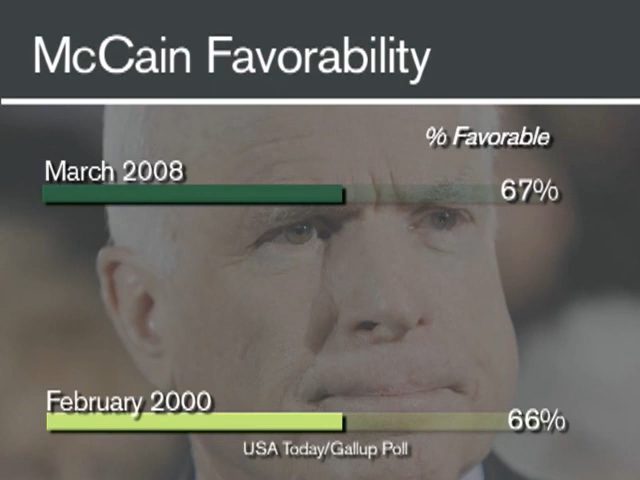 McCain Favorability
% Favorable
March 2008
67%
February 2000
66%
USA Today/Gallup Poll